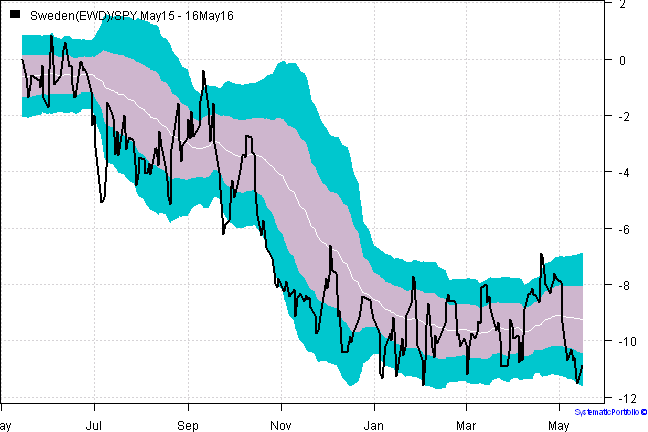 Sweden(EWD)/SPY,May15 - 16May16
2
0
-2
-4
-6
-8
-10
-12
ay
Jul
Sep
Nov
Jan
Mar
May
SystematicPortfolio ©